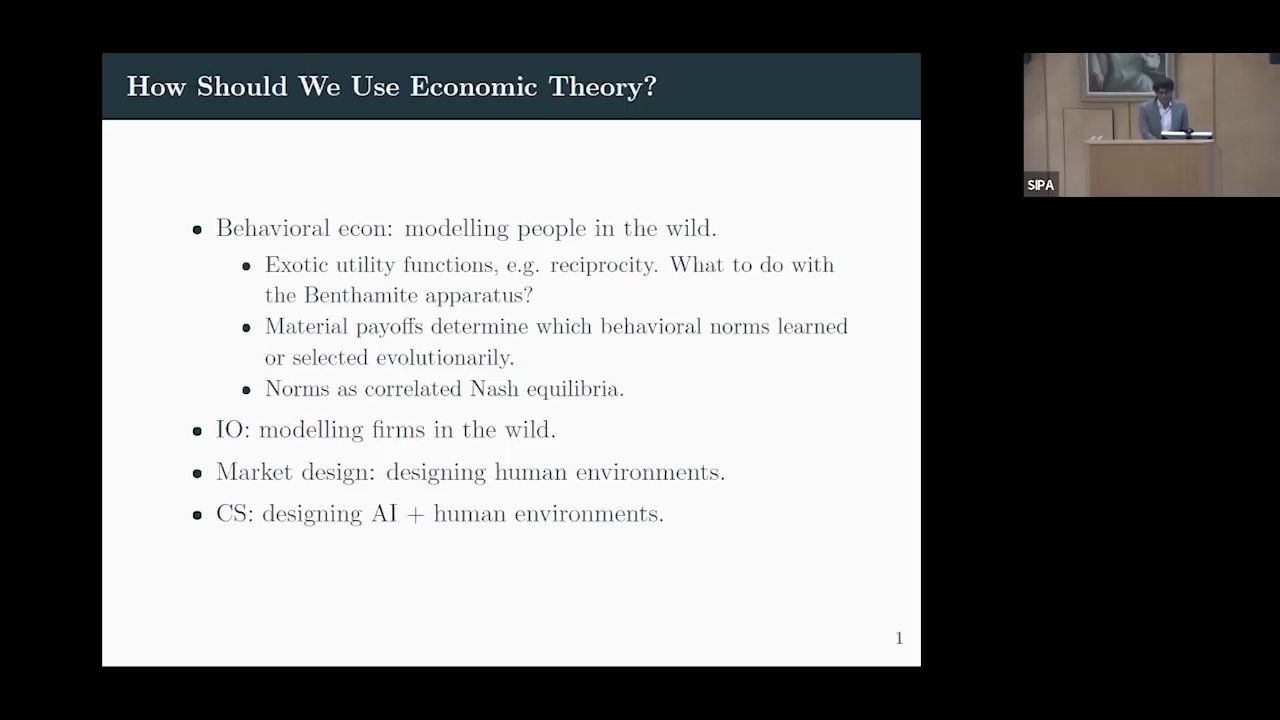 How Should We Use Economic Theory?
• Behavioral econ: modelling people in the wild.
• Exotic utility functions, e.g. reciprocity. What to do with
the Benthamite apparatus?
• Material payoffs determine which behavioral norms learned
or selected evolutionarily.
• Norms as correlated Nash equilibria.
• IO: modelling firms in the wild.
• Market design: designing human environments.
• CS: designing AI + human environments.
1
SIPA